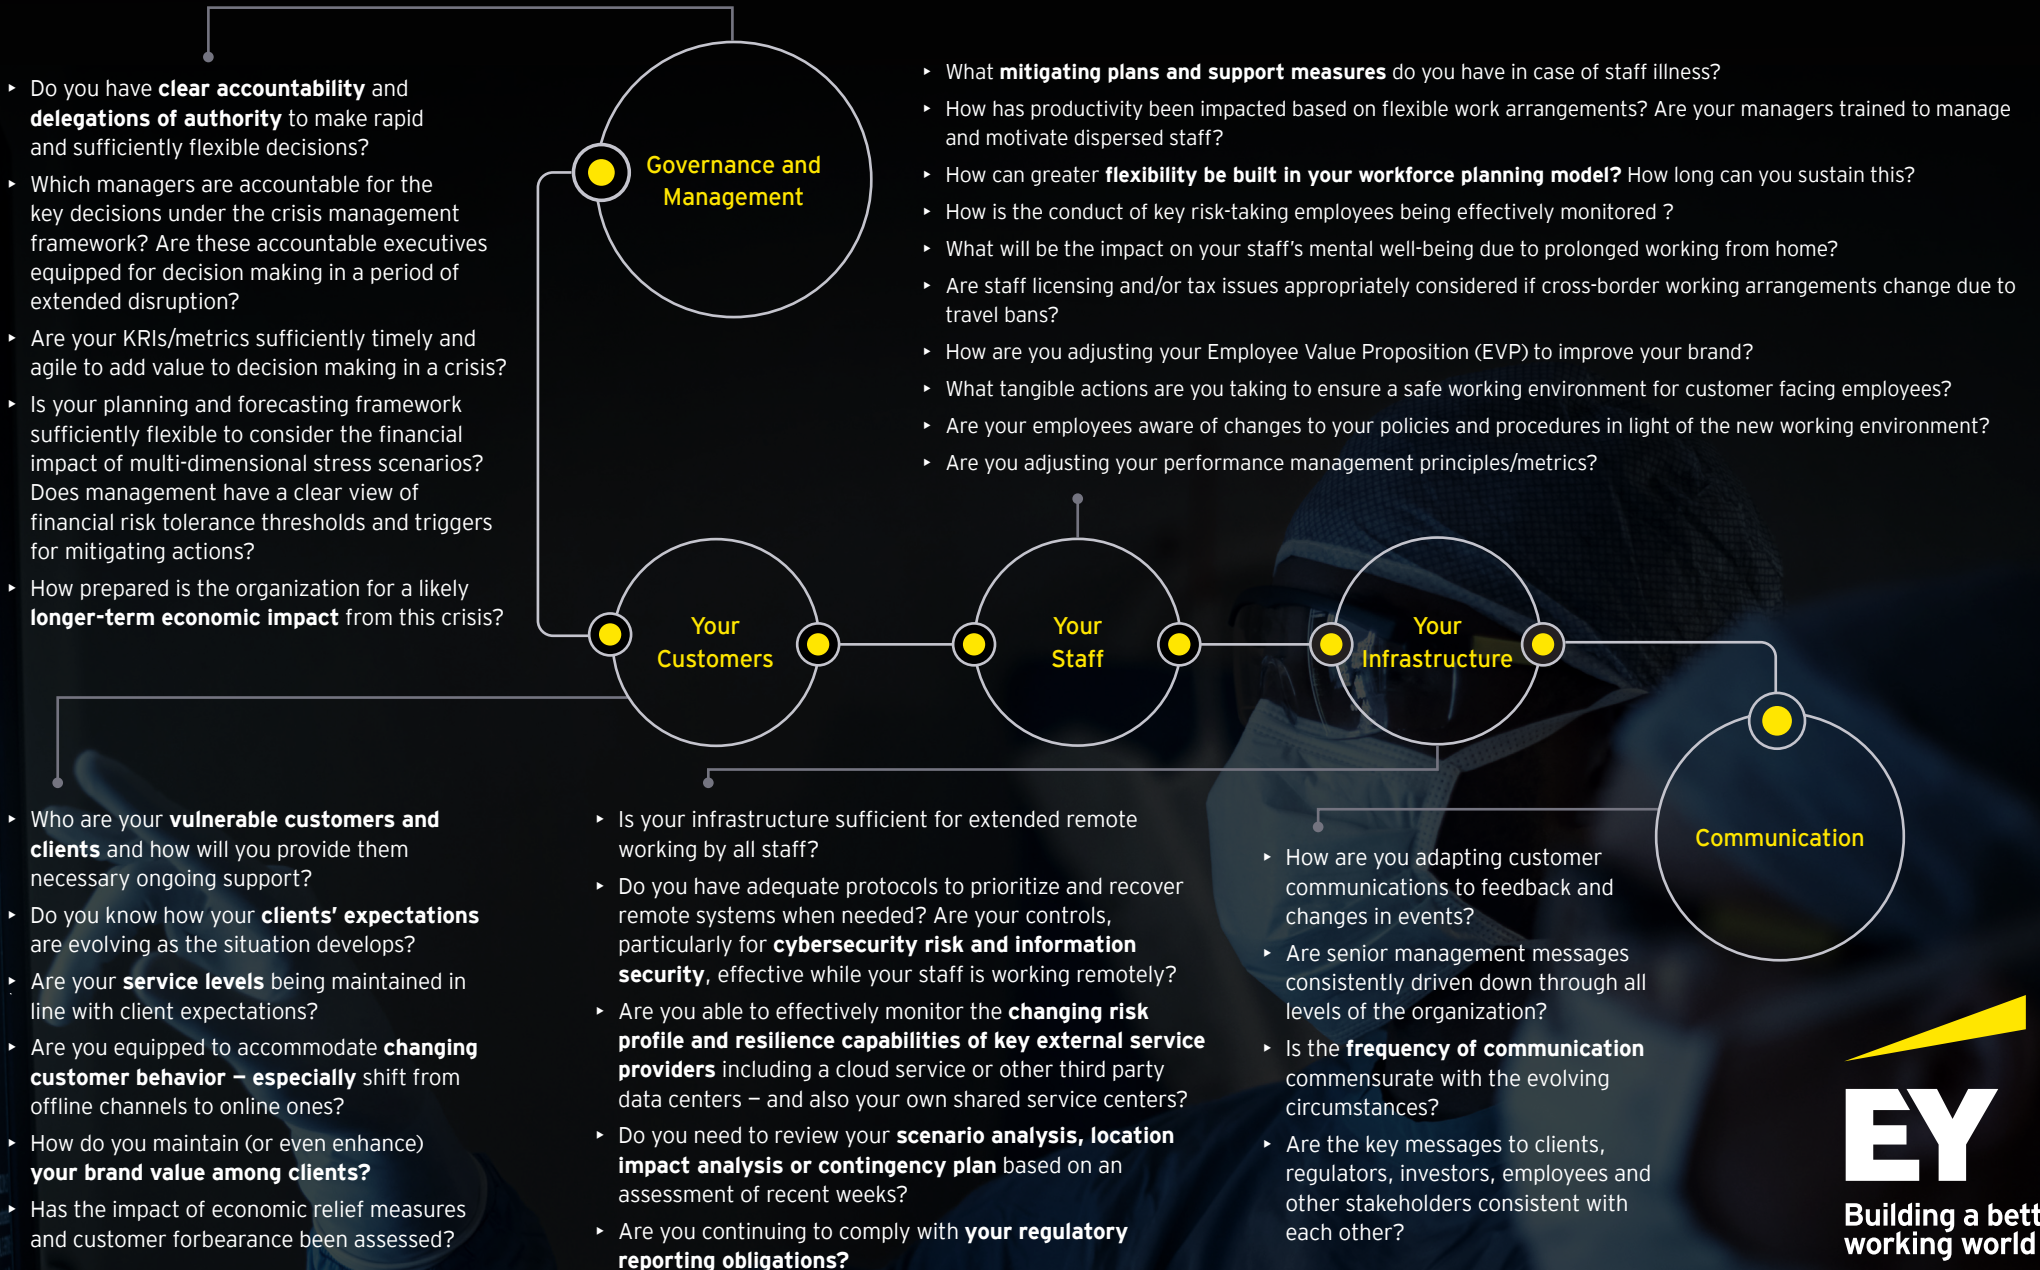 ‣ Do you have clear accountability and
delegations of authority to make rapid
and sufficiently flexible decisions?
‣ Which managers are accountable for the
key decisions under the crisis management
framework? Are these accountable executives
equipped for decision making in a period of
extended disruption?
‣ Are your KRIs/metrics sufficiently timely and
agile to add value to decision making in a crisis?
‣ Is your planning and forecasting framework
sufficiently flexible to consider the financial
impact of multi-dimensional stress scenarios?
Does management have a clear view of
financial risk tolerance thresholds and triggers
for mitigating actions?
‣ How prepared is the organization for a likely
longer-term economic impact from this crisis?
Governance and
Management
‣ What mitigating plans and support measures do you have in case of staff illness?
‣ How has productivity been impacted based on flexible work arrangements? Are your managers trained to manage
and motivate dispersed staff?
‣ How can greater flexibility be built in your workforce planning model? How long can you sustain this?
‣ How is the conduct of key risk-taking employees being effectively monitored ?
‣ What will be the impact on your staff's mental well-being due to prolonged working from home?
‣ Are staff licensing and/or tax issues appropriately considered if cross-border working arrangements change due to
travel bans?
‣ How are you adjusting your Employee Value Proposition (EVP) to improve your brand?
‣ What tangible actions are you taking to ensure a safe working environment for customer facing employees?
‣ Are your employees aware of changes to your policies and procedures in light of the new working environment?
‣ Are you adjusting your performance management principles/metrics?
Your
Customers
Your
Staff
Your
Infrastructure
Communication
‣ Who are your vulnerable customers and
clients and how will you provide them
necessary ongoing support?
‣ Do you know how your clients' expectations
are evolving as the situation develops?
‣ Are your service levels being maintained in
line with client expectations?
‣ Are you equipped to accommodate changing
customer behavior – especially shift from
offline channels to online ones?
‣ How do you maintain (or even enhance)
your brand value among clients?
‣ Has the impact of economic relief measures
and customer forbearance been assessed?
‣ Is your infrastructure sufficient for extended remote
working by all staff?
‣ Do you have adequate protocols to prioritize and recover
remote systems when needed? Are your controls,
particularly for cybersecurity risk and information
security, effective while your staff is working remotely?
‣ Are you able to effectively monitor the changing risk
profile and resilience capabilities of key external service
providers including a cloud service or other third party
data centers – and also your own shared service centers?
‣ Do you need to review your scenario analysis, location
impact analysis or contingency plan based on an
assessment of recent weeks?
‣ Are you continuing to comply with your regulatory
reporting obligations?
‣ How are you adapting customer
communications to feedback and
changes in events?
‣ Are senior management messages
consistently driven down through all
levels of the organization?
‣ Is the frequency of communication
commensurate with the evolving
circumstances?
‣ Are the key messages to clients,
regulators, investors, employees and
other stakeholders consistent with
each other?
EY
Building a bett
working world